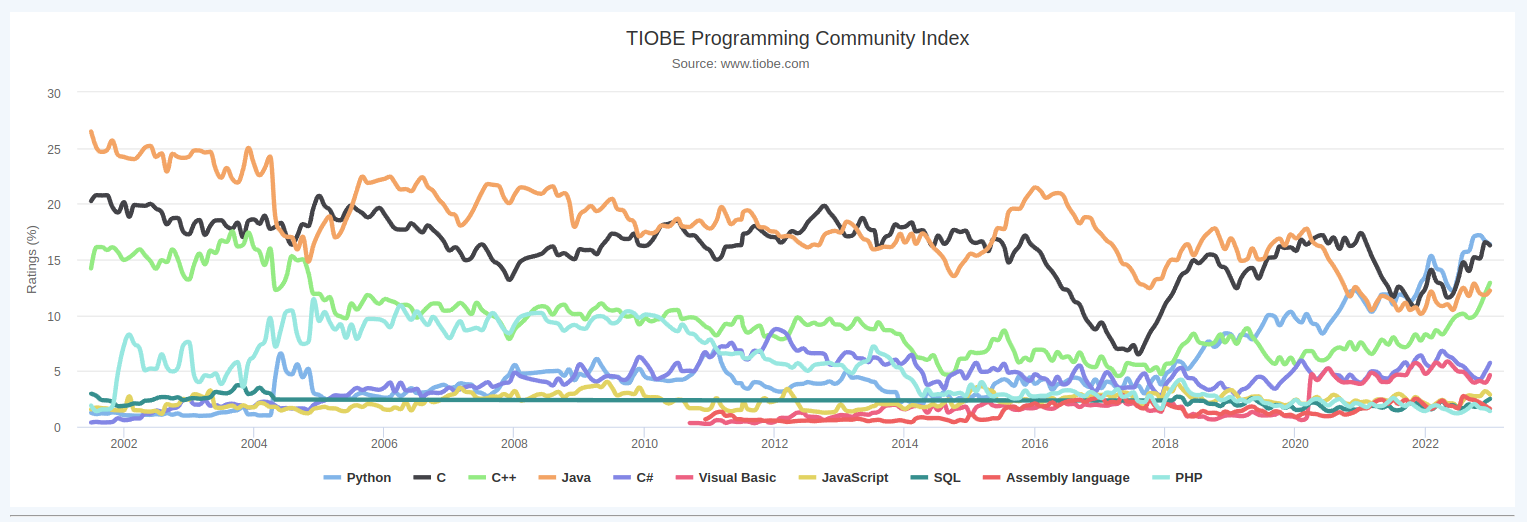 TIOBE Programming Community Index
Source: www.tiobe.com
Ratings (%)
30
25
20
15
10
5
0
2002 2004 2006 2008 2010 2012 2014 2016 2018 2020 2022
Python C C++ Java C# Visual Basic JavaScript SQL Assembly language PHP